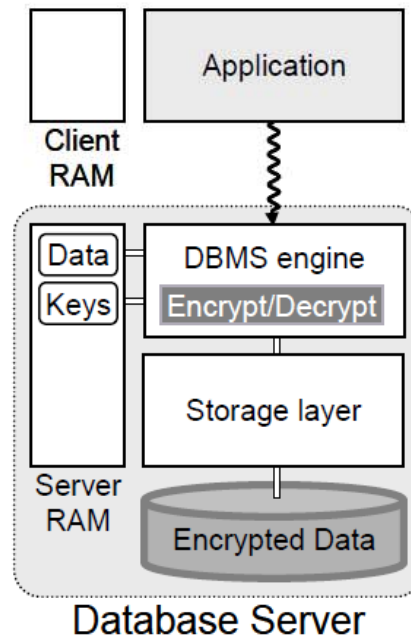 Application
Client
RAM
Data
Keys
DBMS engine
Encrypt/Decrypt
Storage layer
Server
RAM
Encrypted Data
Database Server